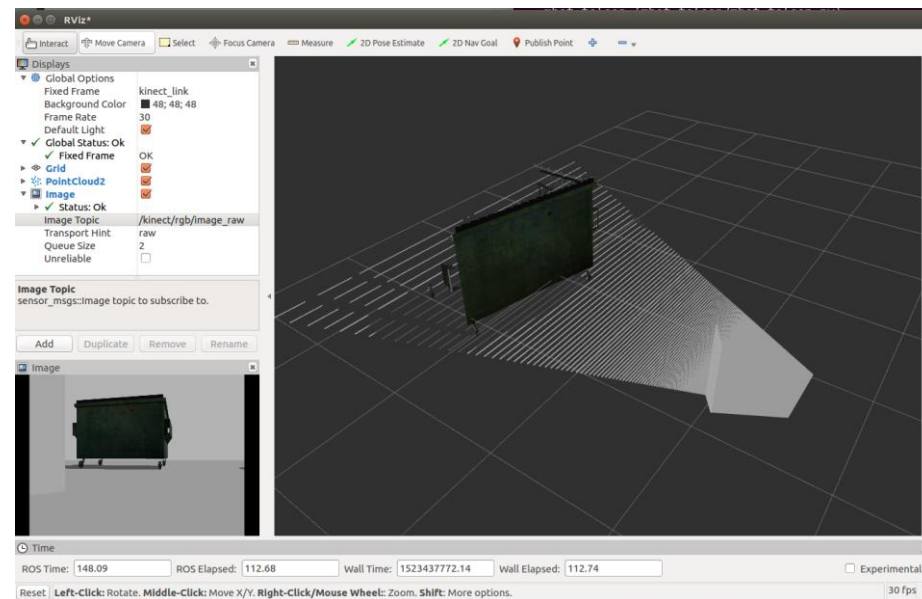 RViz*
Interact Move Camera Select Focus Camera Measure 2D Pose Estimate 2D Nav Goal Publish Point
Displays
Global Options
Fixed Frame kinect_link
Background Color 48; 48; 48
Frame Rate 30
Default Light
Global Status: Ok
Fixed Frame OK
Grid
PointCloud2
Image
Status: Ok
Image Topic /kinect/rgb/image_raw
Transport Hint raw
Queue Size 2
Unreliable
Image Topic
sensor_msgs::Image topic to subscribe to.
Add Duplicate Remove Rename
Image
Time
ROS Time: 148.09 ROS Elapsed: 112.68 Wall Time: 1523437772.14 Wall Elapsed: 112.74 Experimental
Reset Left-Click: Rotate. Middle-Click: Move X/Y. Right-Click/Mouse Wheel:: Zoom. Shift: More options. 30 fps